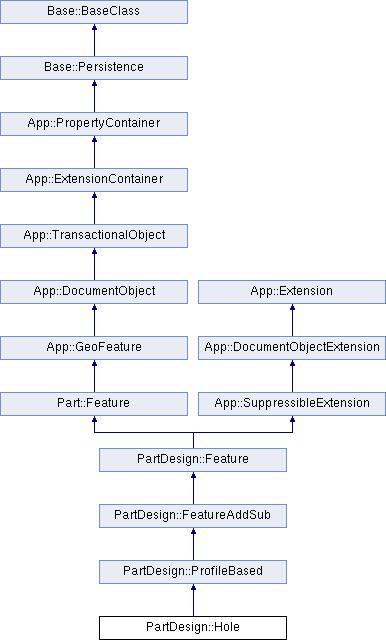 Base::BaseClass
Base::Persistence
App::PropertyContainer
App::ExtensionContainer
App::TransactionalObject
App::DocumentObject
App::Extension
App::GeoFeature
App::DocumentObjectExtension
Part::Feature
App::SuppressibleExtension
PartDesign::Feature
PartDesign::FeatureAddSub
PartDesign::ProfileBased
PartDesign::Hole